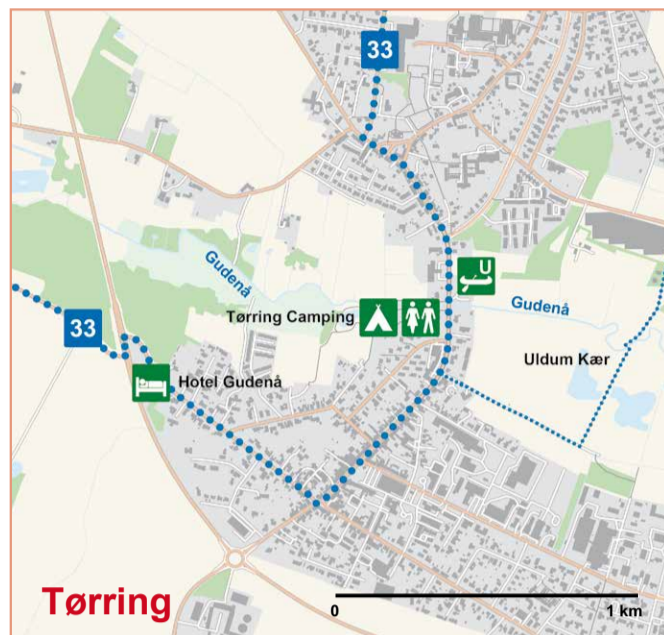 33
Gudenå
U
Tørring Camping
Gudenå
33
Uldum Kær
Hotel Gudenå
Tørring
0
1 km